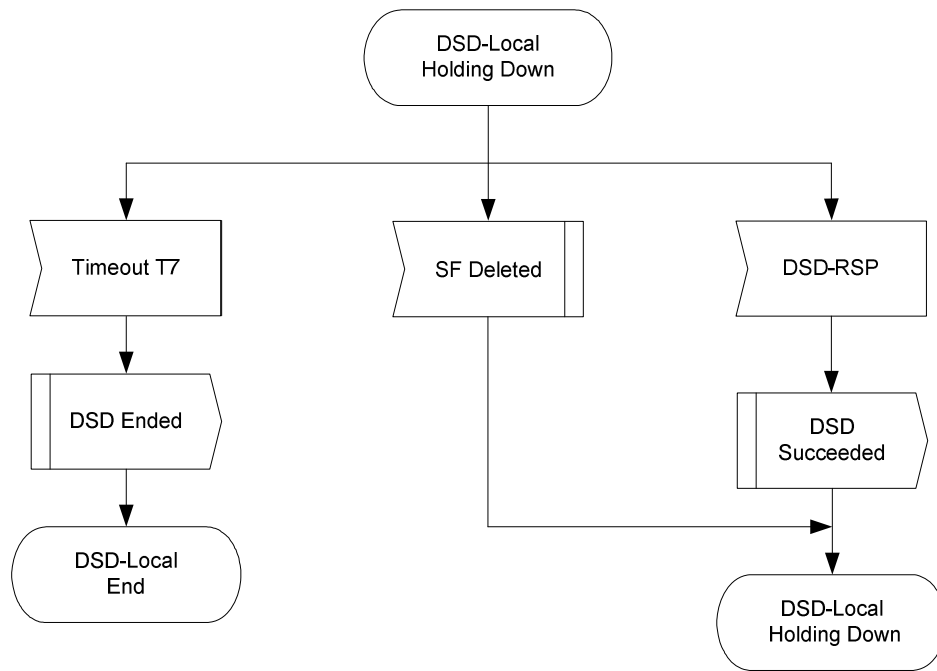 DSD-Local
Holding Down
Timeout T7
SF Deleted
DSD-RSP
DSD Ended
DSD
Succeeded
DSD-Local
End
DSD-Local
Holding Down